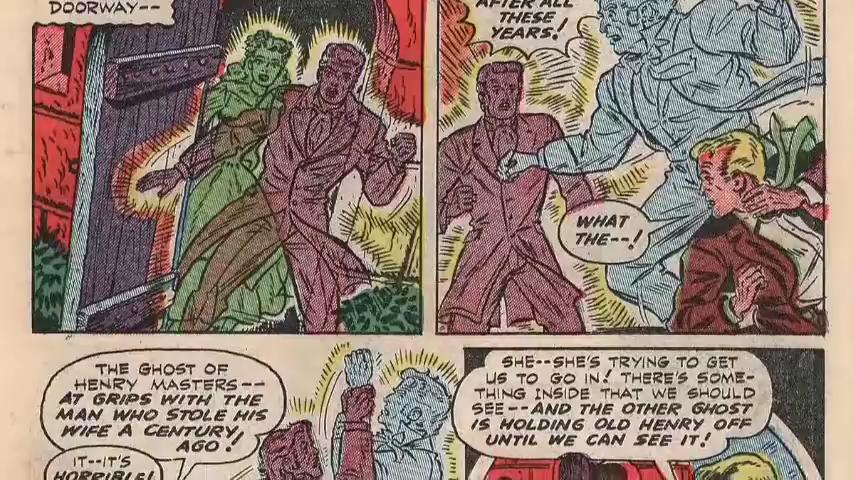 DOORWAY--
AFTER ALL
THESE
YEARS!
WHAT
THE--!
THE GHOST OF
HENRY MASTERS--
AT GRIPS WITH THE
MAN WHO STOLE HIS
WIFE A CENTURY
AGO!
IT--IT'S
HORRIBLE!
SHE--SHE'S TRYING TO GET
US TO GO IN! THERE'S SOME-
THING INSIDE THAT WE SHOULD
SEE--AND THE OTHER GHOST
IS HOLDING OLD HENRY OFF
UNTIL WE CAN SEE IT!